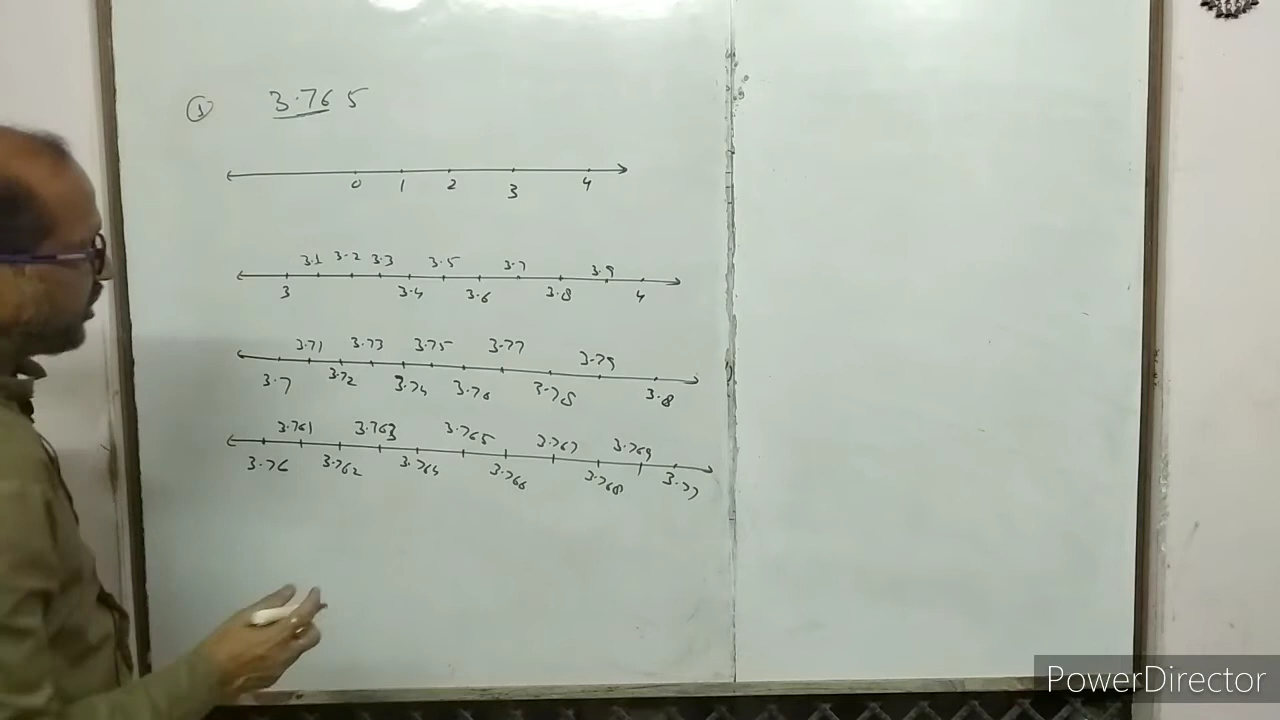 ① 3.765
0 1 2 3 4
3.1 3.2 3.3 3.5 3.7 3.9
3 3.4 3.6 3.8 4
3.71 3.73 3.75 3.77 3.79
3.7 3.72 3.74 3.76 3.78 3.8
3.761 3.763 3.765 3.767 3.769
3.76 3.762 3.764 3.766 3.768 3.77
PowerDirector